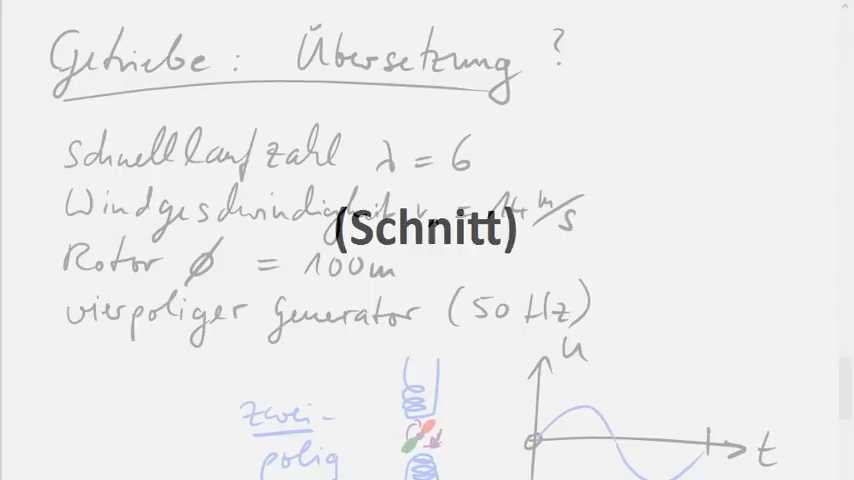 Getriebe: Übersetzung ?
Schnelllaufzahl λ = 6
Windgeschwindigkeit v = 14 m/s
(Schnitt)
Rotor ϕ = 100m
vierpoliger Generator (50 Hz)
u
zwei-
polig
t